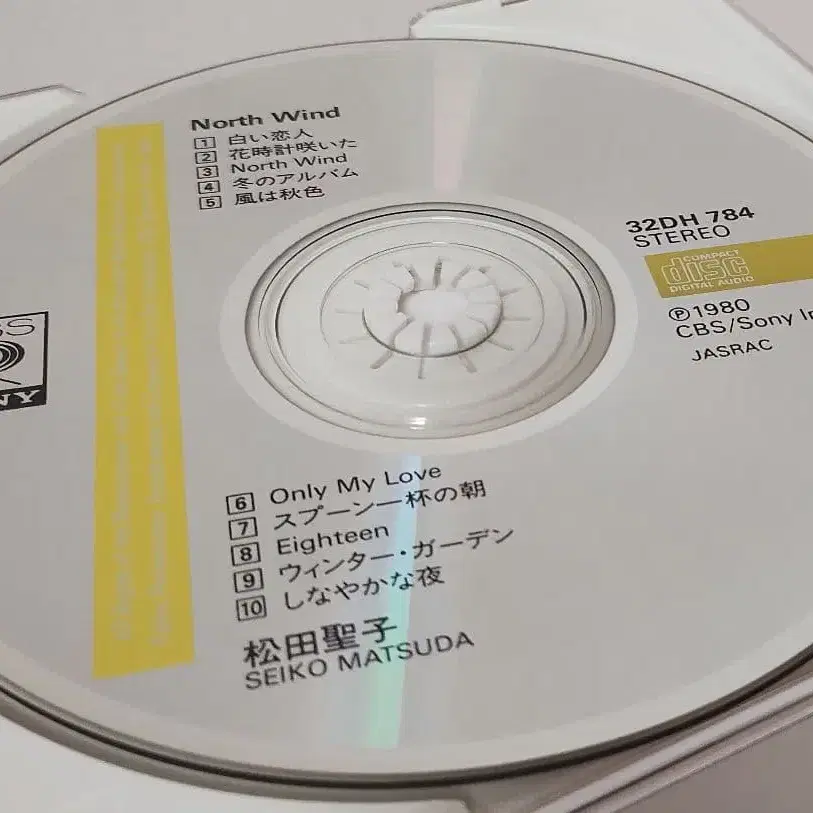 North Wind
1 白い恋人
2 花時計咲いた
3 North Wind
4 冬のアルバム
5 風は秋色
32DH 784
STEREO
COMPACT
disc
DIGITAL AUDIO
Ⓟ1980
CBS/Sony
JASRAC
6 Only My Love
7 スプーン一杯の朝
8 Eighteen
9 ウィンター・ガーデン
10 しなやかな夜
松田聖子
SEIKO MATSUDA